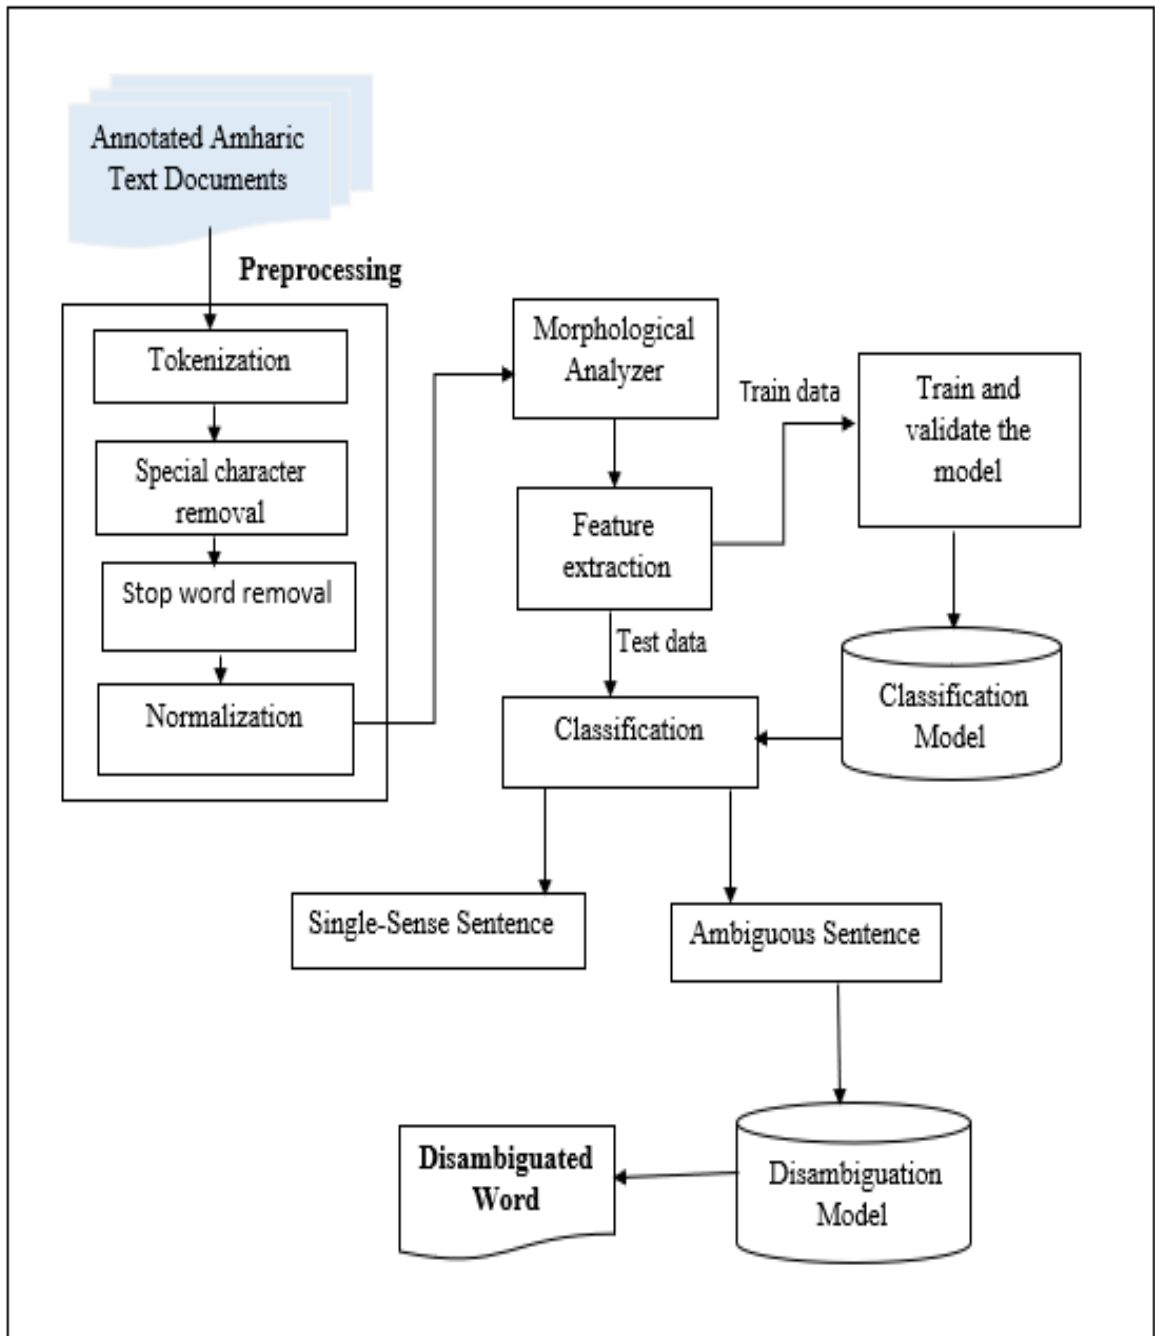 Annotated Amharic
Text Documents
Preprocessing
Tokenization
Special character
removal
Stop word removal
Normalization
Morphological
Analyzer
Feature
extraction
Train data
Train and
validate the
model
Test data
Classification
Classification
Model
Single-Sense Sentence
Ambiguous Sentence
Disambiguation
Model
Disambiguated
Word